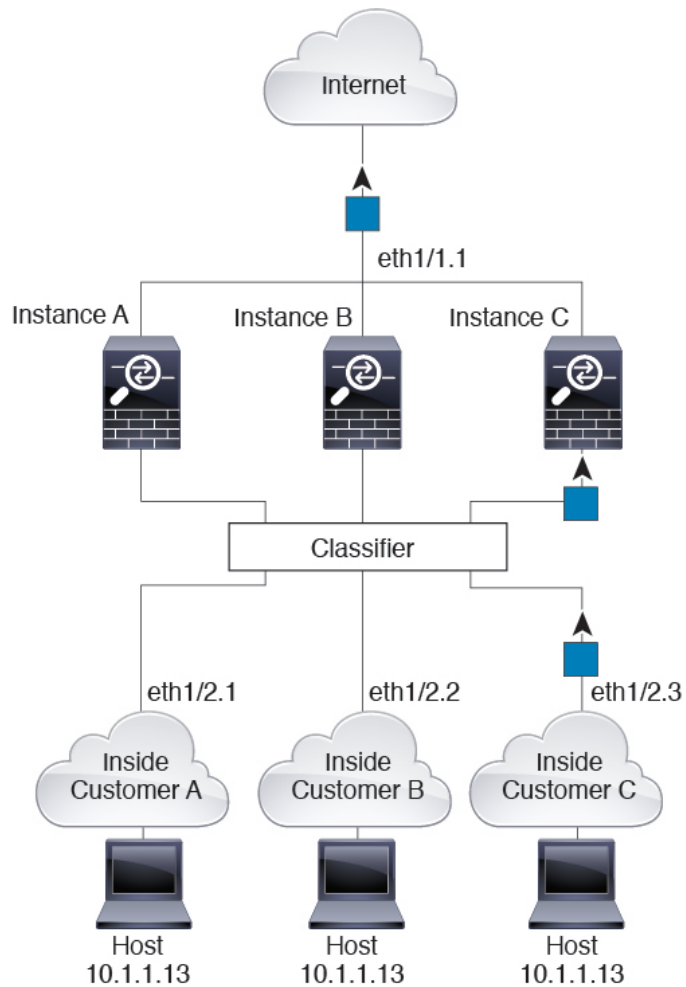 Internet
eth1/1.1
Instance A
Instance B
Instance C
Classifier
eth1/2.1
eth1/2.2
eth1/2.3
Inside
Customer A
Inside
Customer B
Inside
Customer C
Host
10.1.1.13
Host
10.1.1.13
Host
10.1.1.13